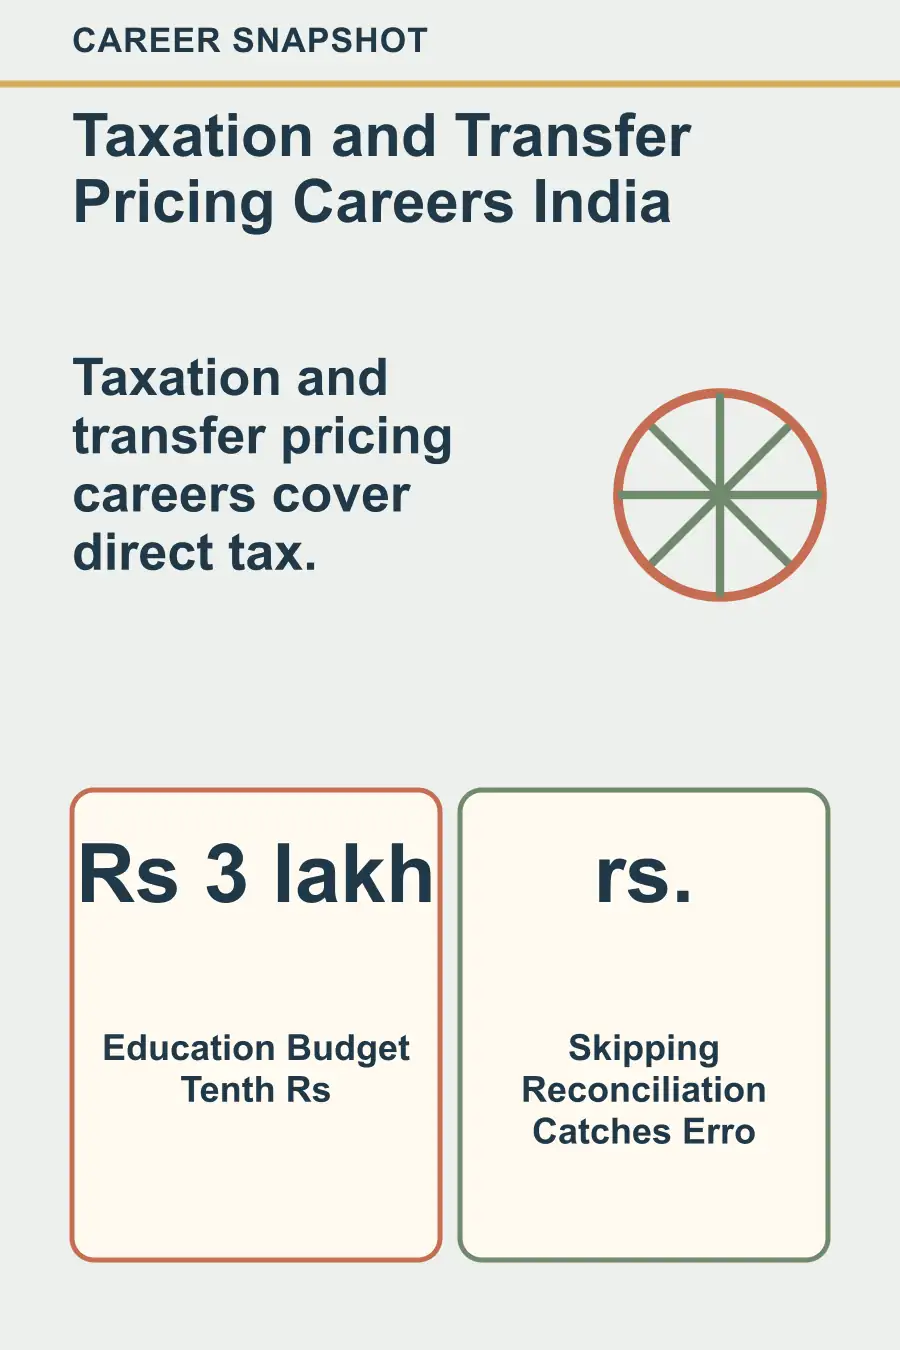 CAREER SNAPSHOT
Taxation and Transfer
Pricing Careers India
Taxation and
transfer pricing
careers cover
direct tax.
Rs 3 lakh
Education Budget
Tenth Rs
rs.
Skipping
Reconciliation
Catches Erro